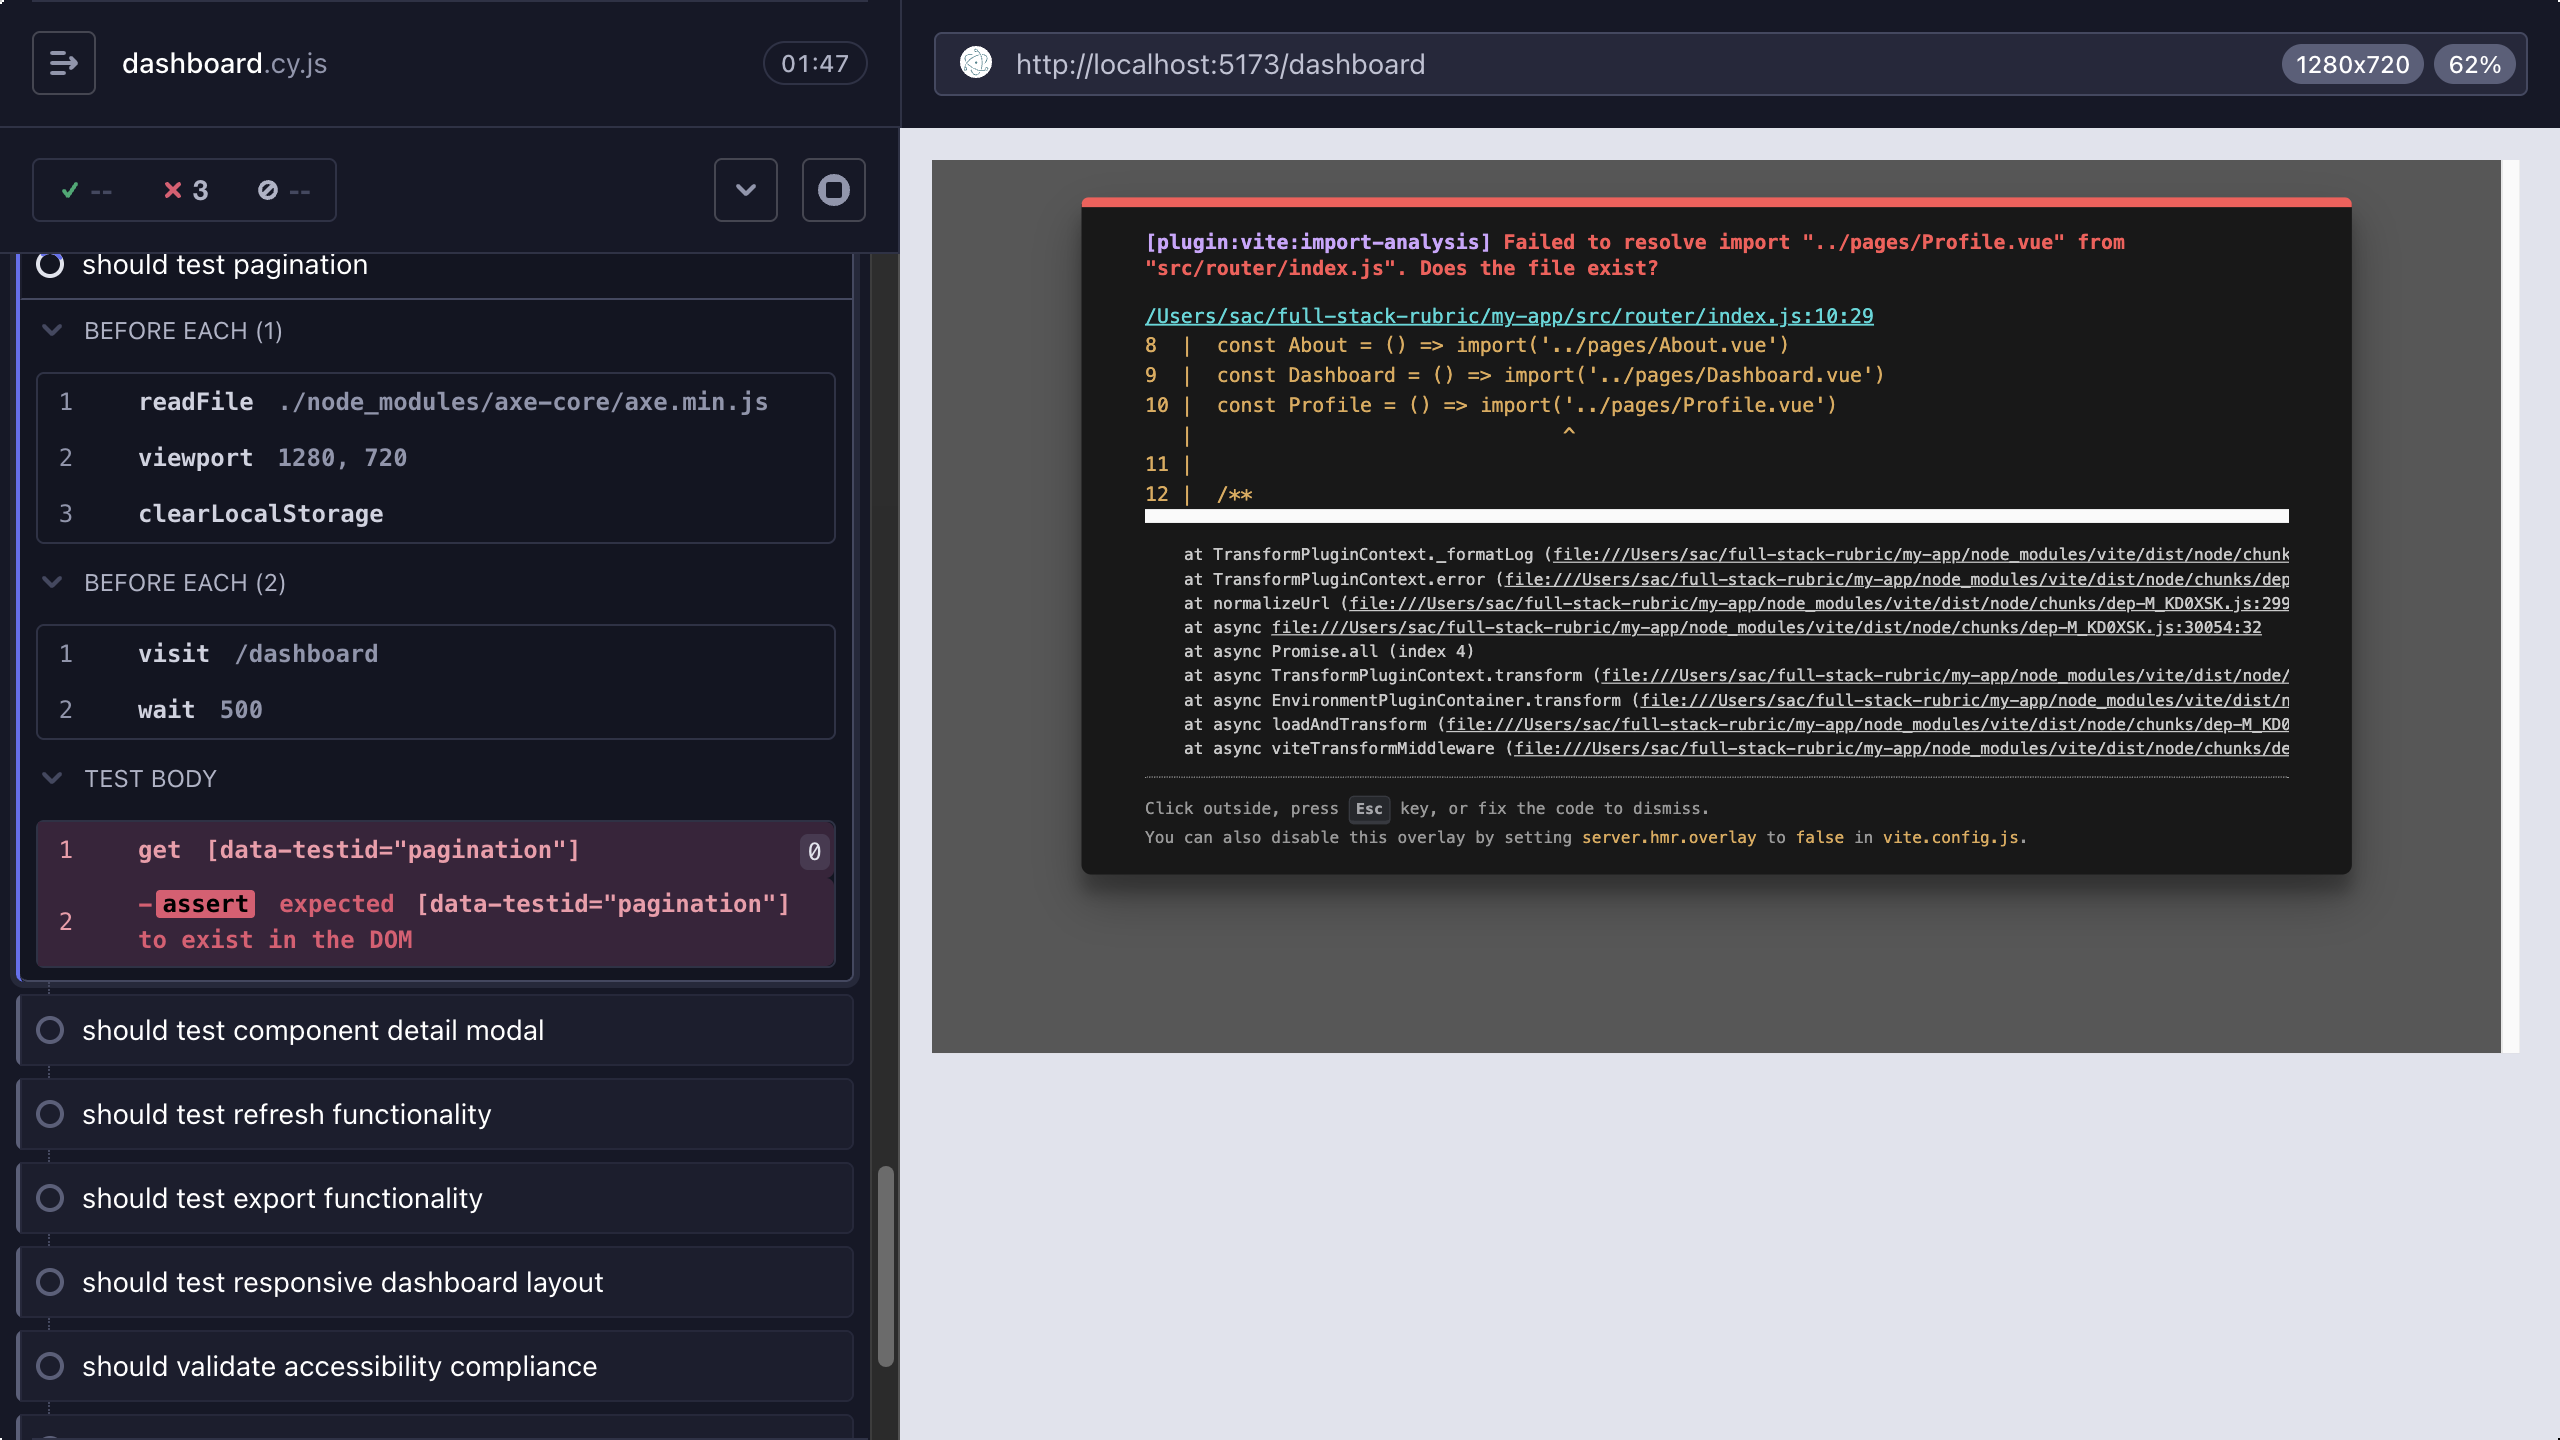 dashboard.cy.js
01:47
-- 3 --
should test pagination
BEFORE EACH (1)
1 readFile ./node_modules/axe-core/axe.min.js
2 viewport 1280, 720
3 clearLocalStorage
BEFORE EACH (2)
1 visit /dashboard
2 wait 500
TEST BODY
1 get [data-testid="pagination"] 0
2 -assert expected [data-testid="pagination"]
to exist in the DOM
should test component detail modal
should test refresh functionality
should test export functionality
should test responsive dashboard layout
should validate accessibility compliance
http://localhost:5173/dashboard
1280x720 62%
[plugin:vite:import-analysis] Failed to resolve import "../pages/Profile.vue" from
"src/router/index.js". Does the file exist?
/Users/sac/full-stack-rubric/my-app/src/router/index.js:10:29
8 | const About = () => import('../pages/About.vue')
9 | const Dashboard = () => import('../pages/Dashboard.vue')
10 | const Profile = () => import('../pages/Profile.vue')
| ^
11 |
12 | /**
at TransformPluginContext._formatLog (file:///Users/sac/full-stack-rubric/my-app/node_modules/vite/dist/node/chunk
at TransformPluginContext.error (file:///Users/sac/full-stack-rubric/my-app/node_modules/vite/dist/node/chunks/dep
at normalizeUrl (file:///Users/sac/full-stack-rubric/my-app/node_modules/vite/dist/node/chunks/dep-M_KD0XSK.js:299
at async file:///Users/sac/full-stack-rubric/my-app/node_modules/vite/dist/node/chunks/dep-M_KD0XSK.js:30054:32
at async Promise.all (index 4)
at async TransformPluginContext.transform (file:///Users/sac/full-stack-rubric/my-app/node_modules/vite/dist/node/
at async EnvironmentPluginContainer.transform (file:///Users/sac/full-stack-rubric/my-app/node_modules/vite/dist/n
at async loadAndTransform (file:///Users/sac/full-stack-rubric/my-app/node_modules/vite/dist/node/chunks/dep-M_KD0
at async viteTransformMiddleware (file:///Users/sac/full-stack-rubric/my-app/node_modules/vite/dist/node/chunks/de
Click outside, press Esc key, or fix the code to dismiss.
You can also disable this overlay by setting server.hmr.overlay to false in vite.config.js.